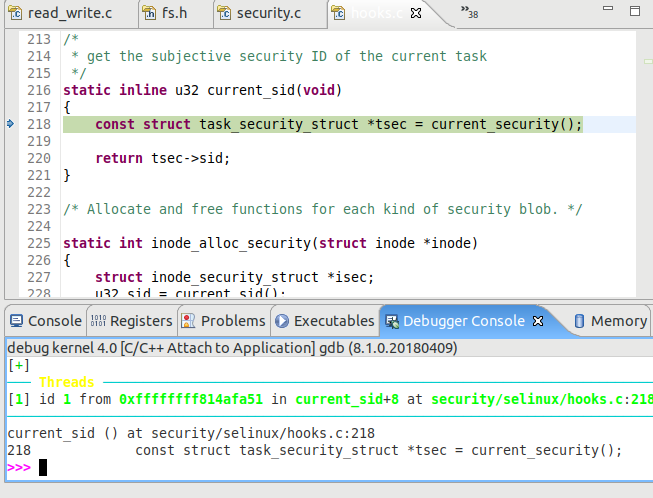 read_write.c fs.h security.c hooks.c »38
213 /*
214  * get the subjective security ID of the current task
215  */
216 static inline u32 current_sid(void)
217 {
218     const struct task_security_struct *tsec = current_security();
219
220     return tsec->sid;
221 }
222
223 /* Allocate and free functions for each kind of security blob. */
224
225 static int inode_alloc_security(struct inode *inode)
226 {
227     struct inode_security_struct *isec;
228     u32 sid = current_sid();
Console Registers Problems Executables Debugger Console Memory
debug kernel 4.0 [C/C++ Attach to Application] gdb (8.1.0.20180409)
[+]
Threads
[1] id 1 from 0xffffffff814afa51 in current_sid+8 at security/selinux/hooks.c:218
current_sid () at security/selinux/hooks.c:218
218             const struct task_security_struct *tsec = current_security();
>>>